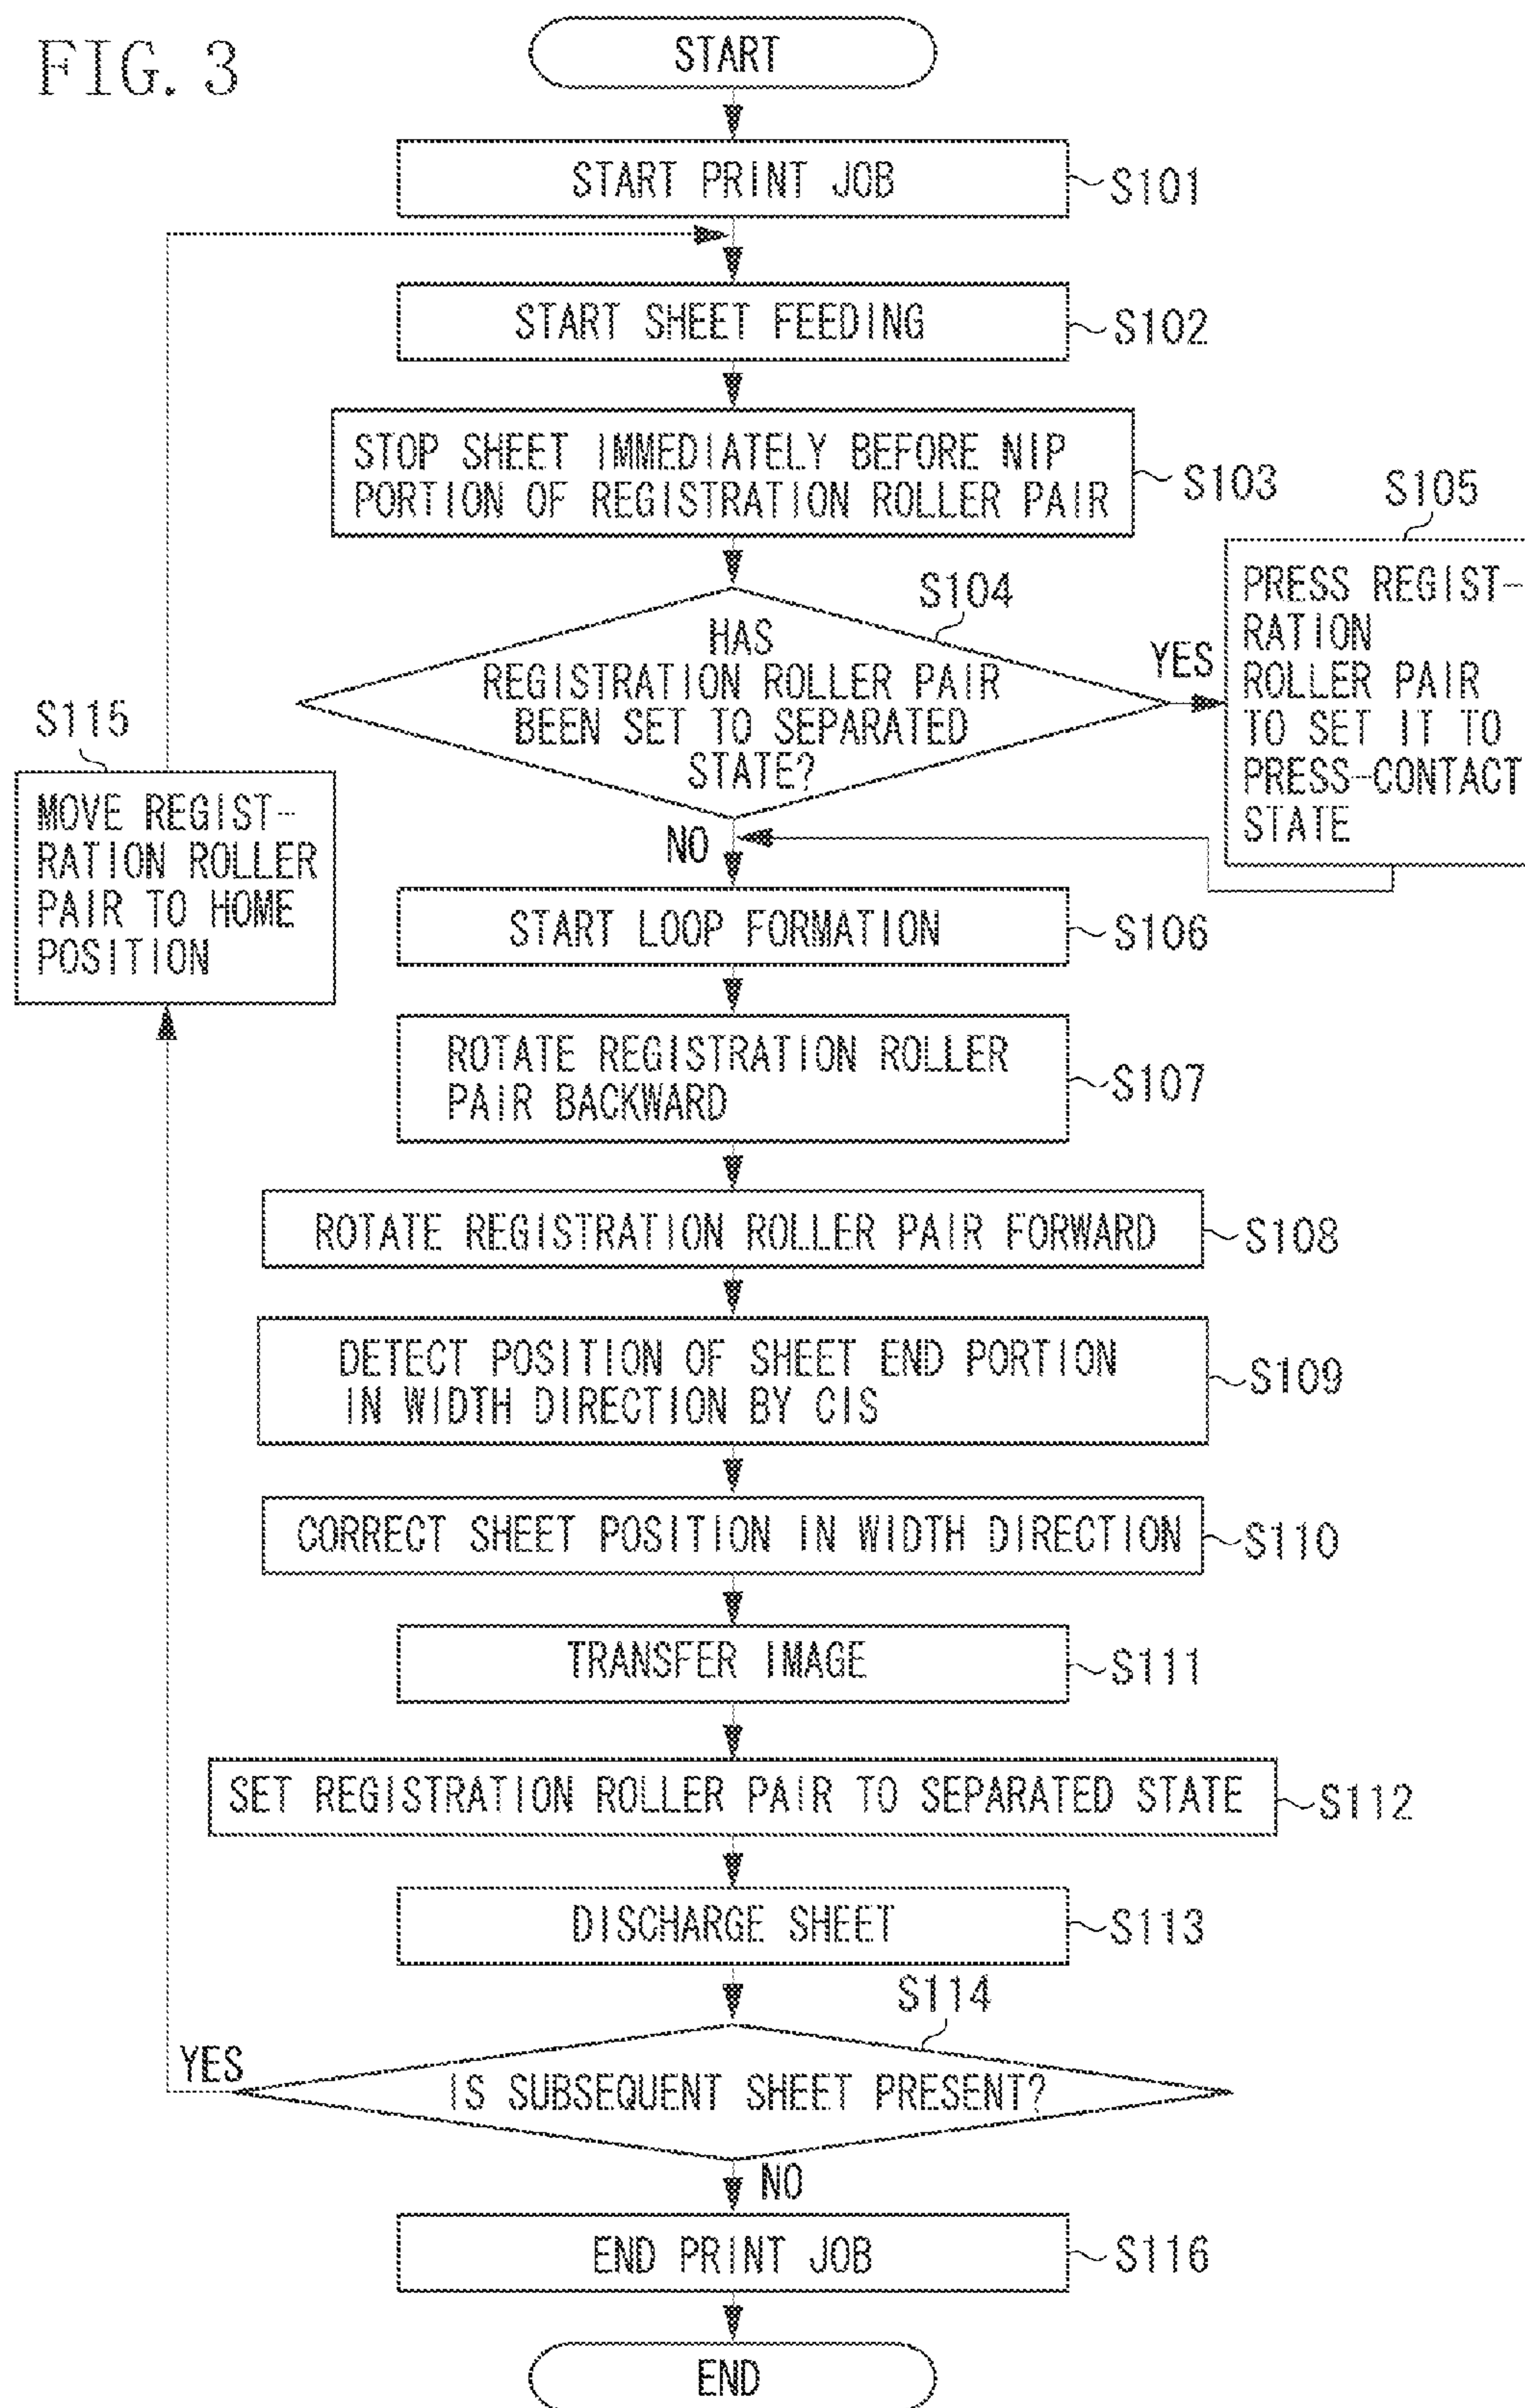 FIG. 3
START
START PRINT JOB
S101
START SHEET FEEDING
S102
STOP SHEET IMMEDIATELY BEFORE NIP
PORTION OF REGISTRATION ROLLER PAIR
S103
S104
HAS
REGISTRATION ROLLER PAIR
BEEN SET TO SEPARATED
STATE?
YES
S105
PRESS REGIST-
RATION
ROLLER PAIR
TO SET IT TO
PRESS-CONTACT
STATE
NO
S115
MOVE REGIST-
RATION ROLLER
PAIR TO HOME
POSITION
START LOOP FORMATION
S106
ROTATE REGISTRATION ROLLER
PAIR BACKWARD
S107
ROTATE REGISTRATION ROLLER PAIR FORWARD
S108
DETECT POSITION OF SHEET END PORTION
IN WIDTH DIRECTION BY CIS
S109
CORRECT SHEET POSITION IN WIDTH DIRECTION
S110
TRANSFER IMAGE
S111
SET REGISTRATION ROLLER PAIR TO SEPARATED STATE
S112
DISCHARGE SHEET
S113
S114
YES
IS SUBSEQUENT SHEET PRESENT?
NO
END PRINT JOB
S116
END